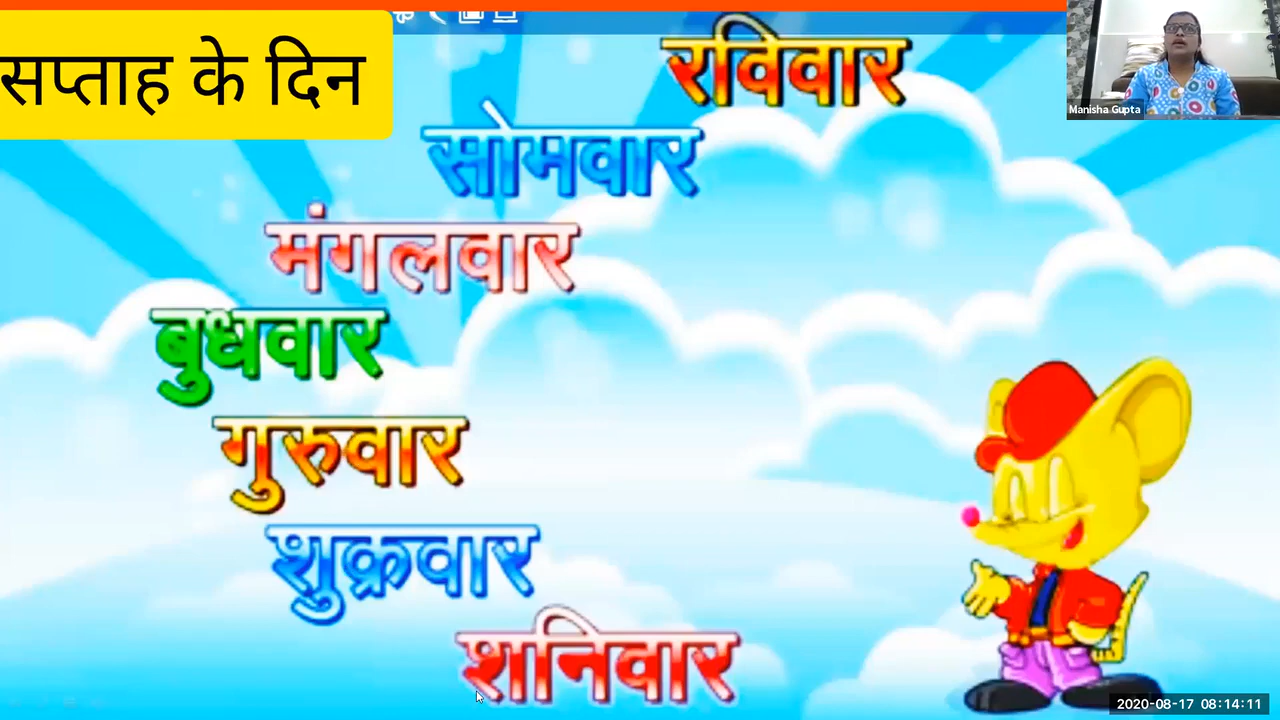 सप्ताह के दिन
रविवार
Manisha Gupta
सोमवार
मंगलवार
बुधवार
गुरुवार
शुक्रवार
शनिवार
2020-08-17 08:14:11